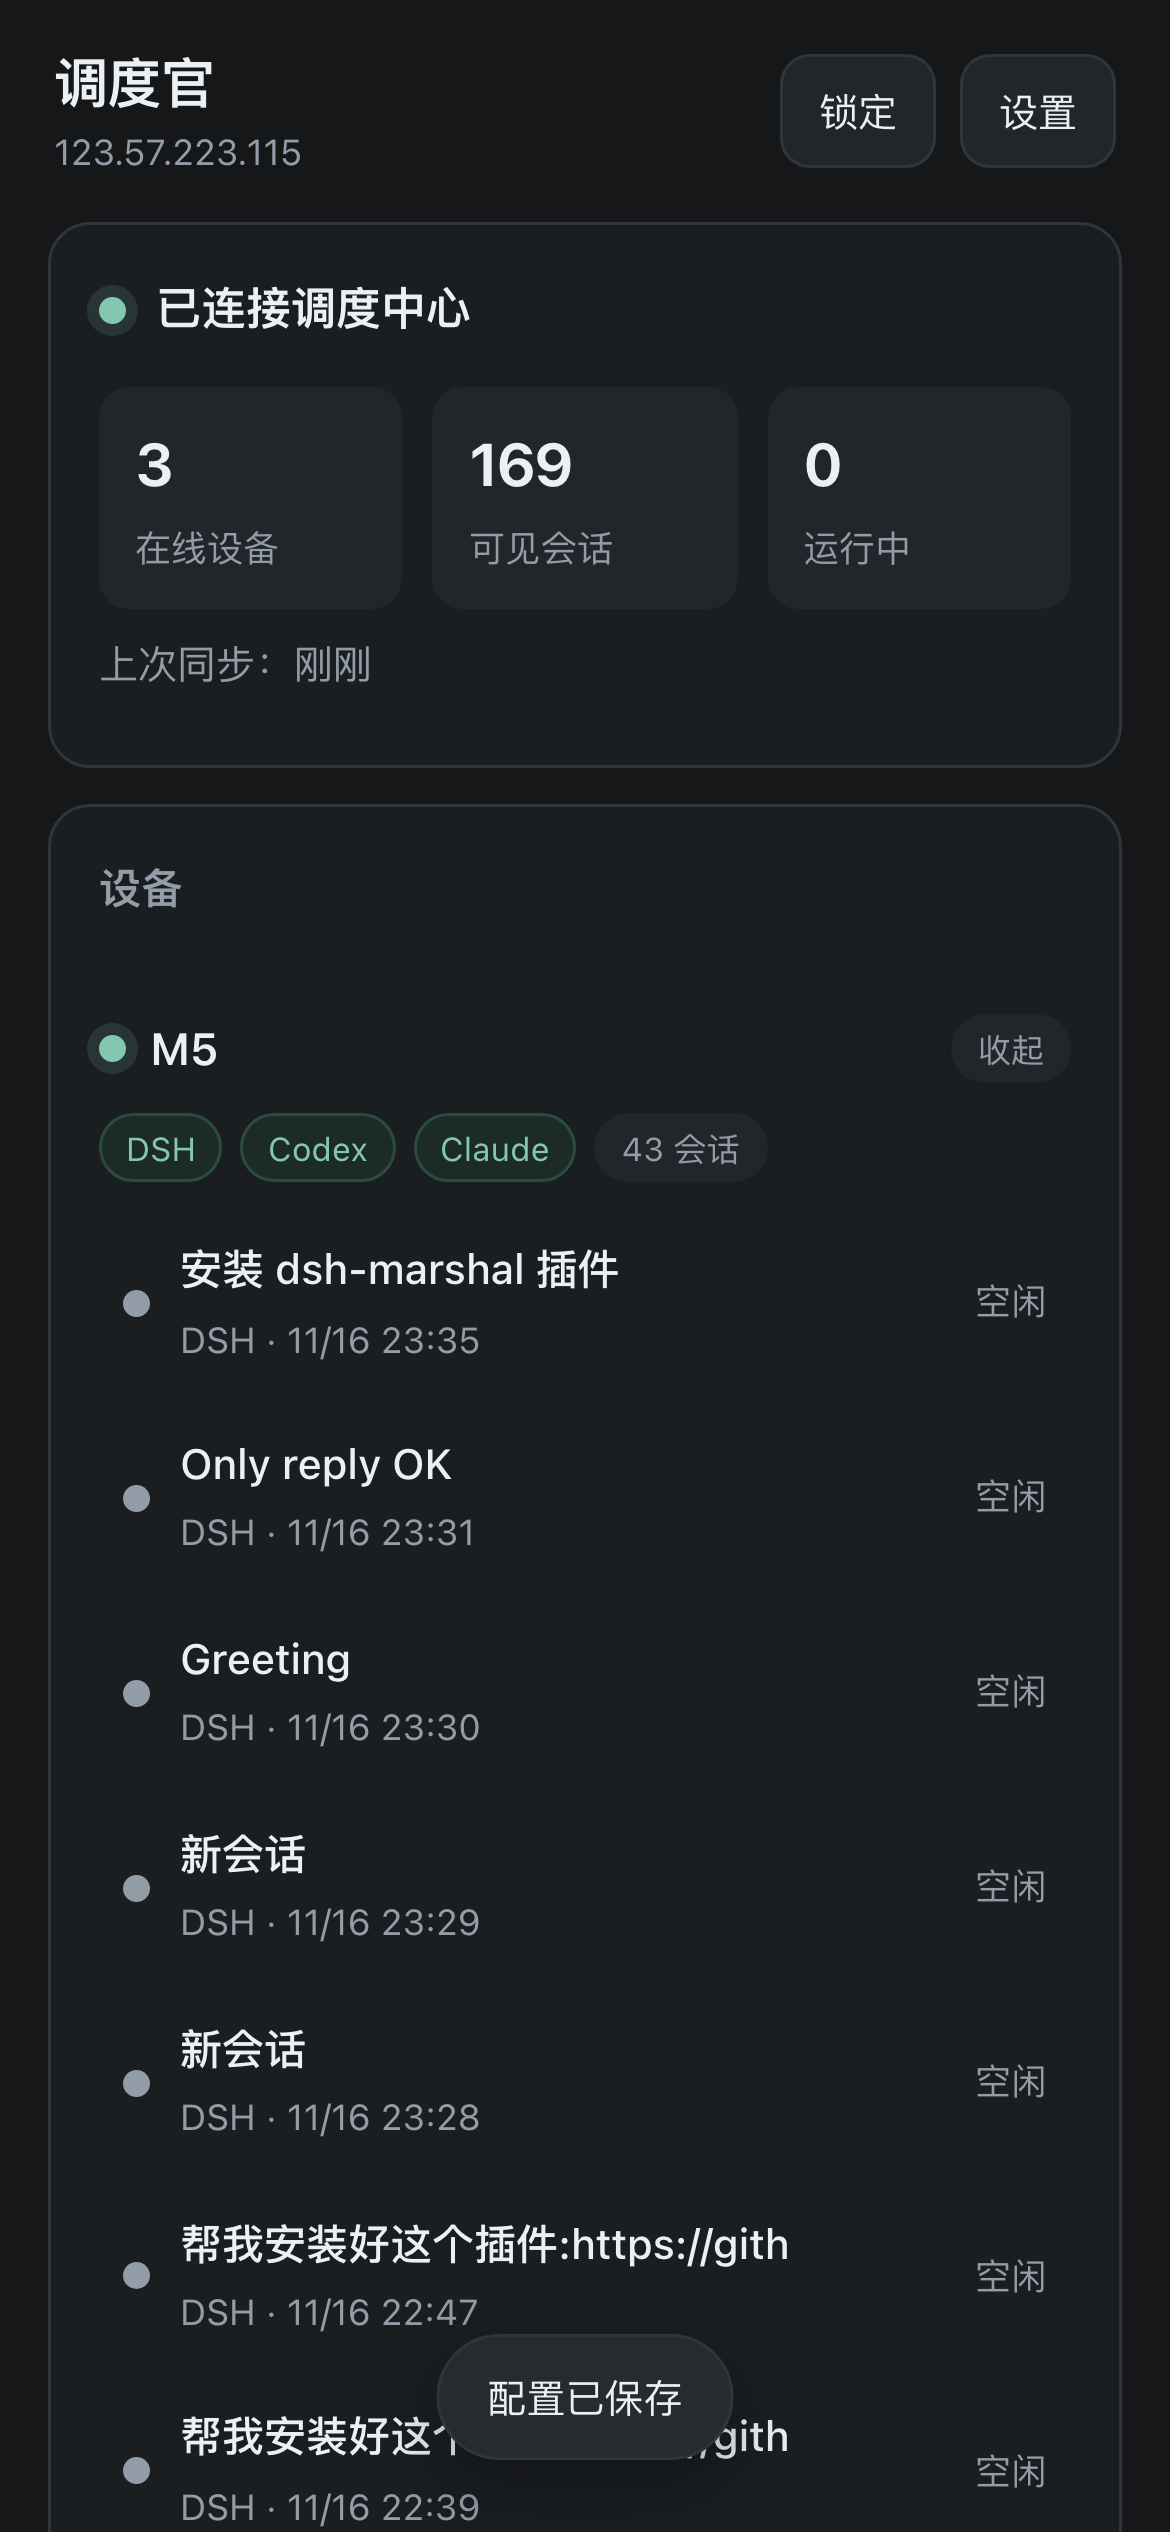 调度官
123.57.223.115
锁定
设置
已连接调度中心
3
169
0
在线设备
可见会话
运行中
上次同步：刚刚
设备
M5
收起
DSH
Codex
Claude
43 会话
安装 dsh-marshal 插件
空闲
DSH · 11/16 23:35
Only reply OK
空闲
DSH · 11/16 23:31
Greeting
空闲
DSH · 11/16 23:30
新会话
空闲
DSH · 11/16 23:29
新会话
空闲
DSH · 11/16 23:28
帮我安装好这个插件:https://gith
空闲
DSH · 11/16 22:47
配置已保存
帮我安装好这 /gith
空闲
DSH · 11/16 22:39